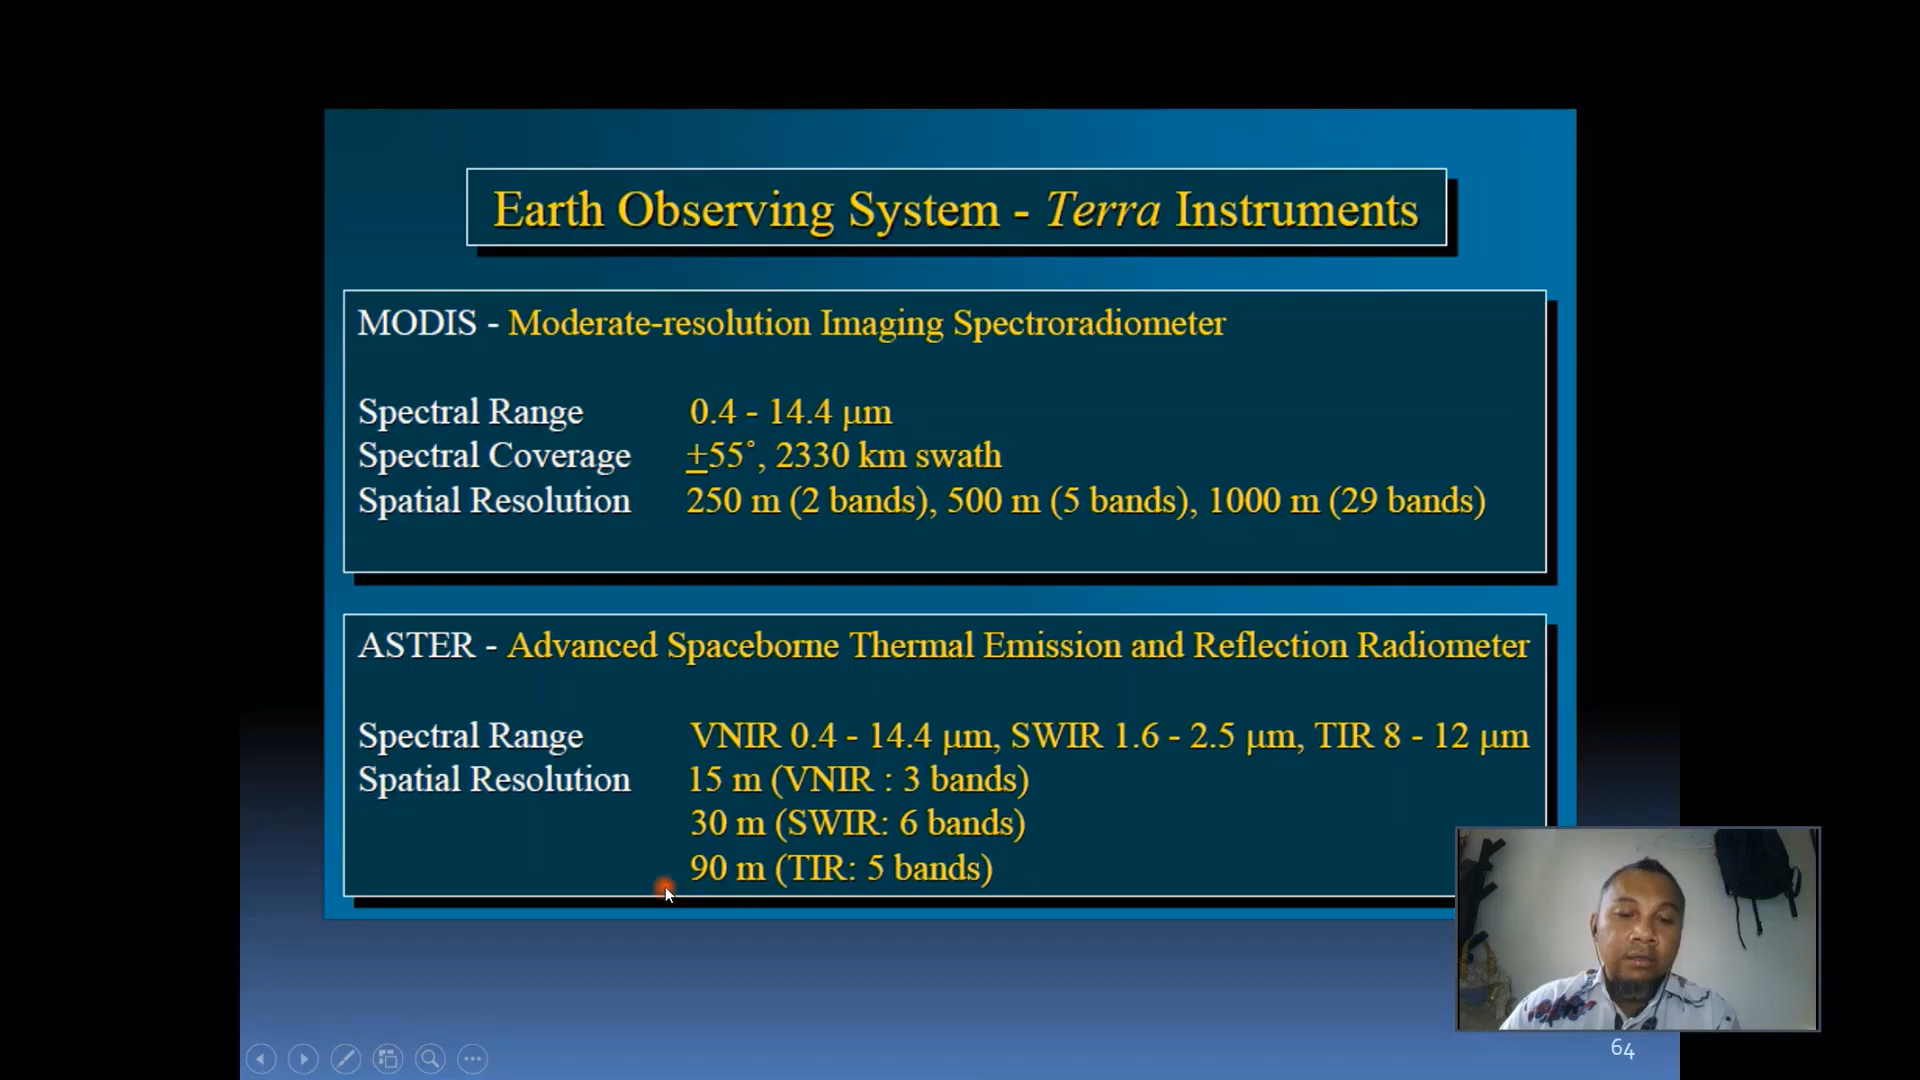 Earth Observing System - Terra Instruments
MODIS - Moderate-resolution Imaging Spectroradiometer
Spectral Range 0.4 - 14.4 µm
Spectral Coverage ±55˚, 2330 km swath
Spatial Resolution 250 m (2 bands), 500 m (5 bands), 1000 m (29 bands)
ASTER - Advanced Spaceborne Thermal Emission and Reflection Radiometer
Spectral Range VNIR 0.4 - 14.4 µm, SWIR 1.6 - 2.5 µm, TIR 8 - 12 µm
Spatial Resolution 15 m (VNIR : 3 bands)
30 m (SWIR: 6 bands)
90 m (TIR: 5 bands)
64